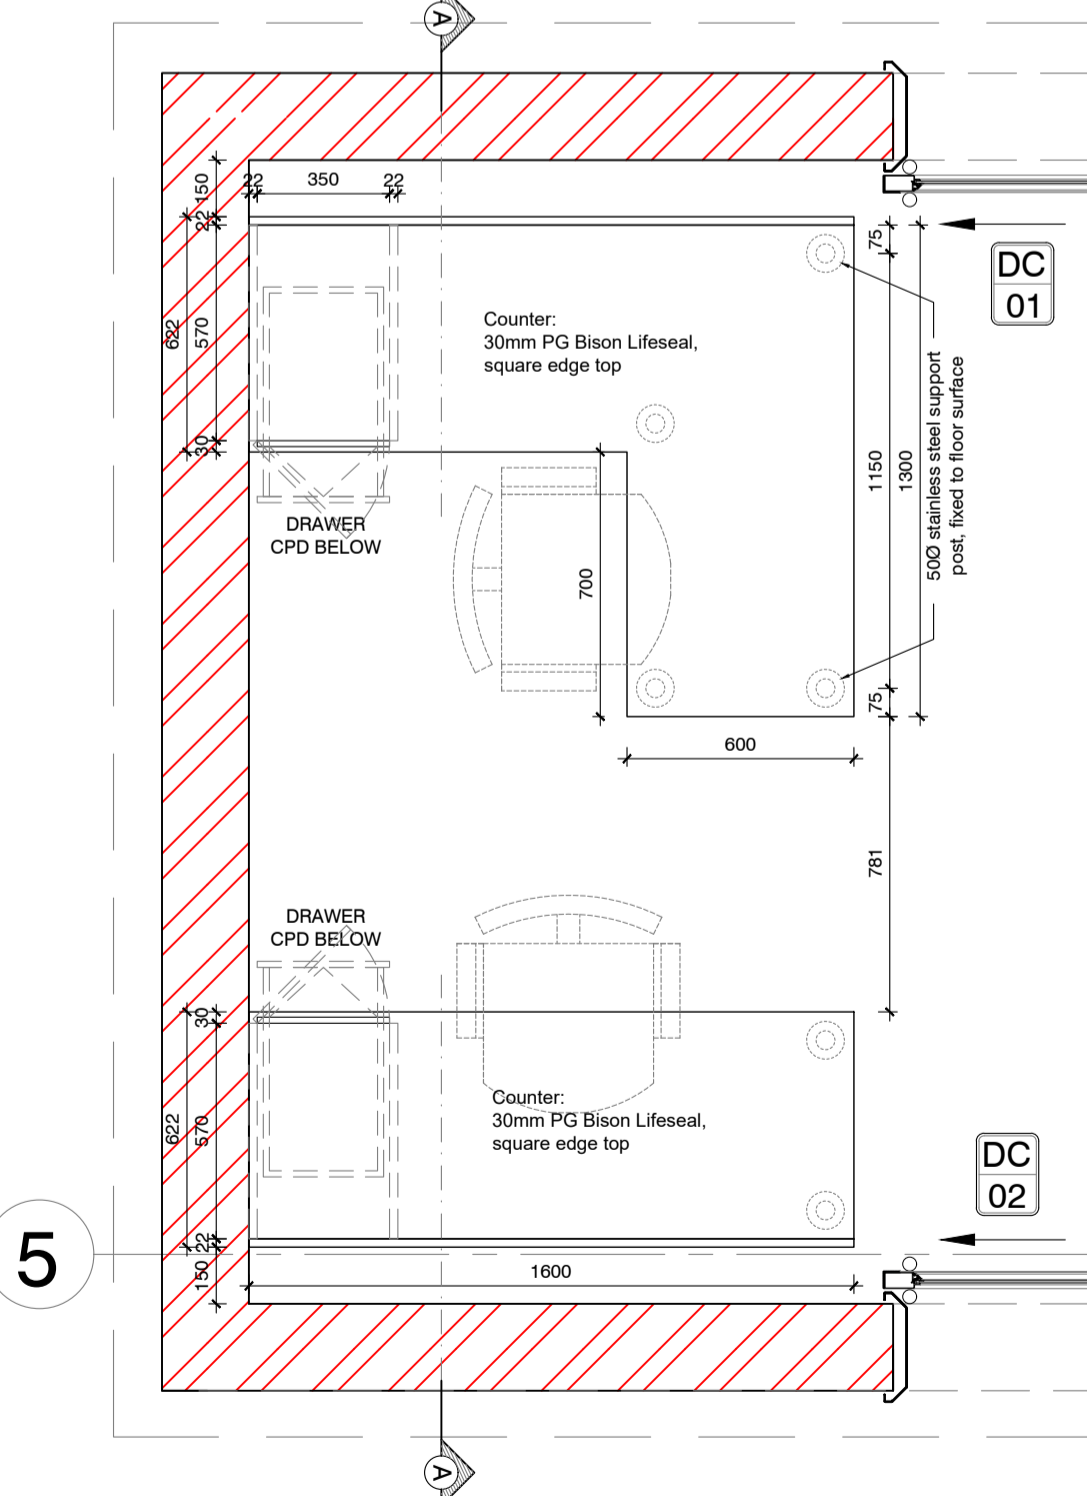 A
150
22
350
22
22
75
DC
01
622
570
Counter:
30mm PG Bison Lifeseal,
square edge top
30
1150
1300
50Ø stainless steel support
post, fixed to floor surface
DRAWER
CPD BELOW
700
75
600
781
DRAWER
CPD BELOW
30
622
570
Counter:
30mm PG Bison Lifeseal,
square edge top
DC
02
22
5
150
1600
A